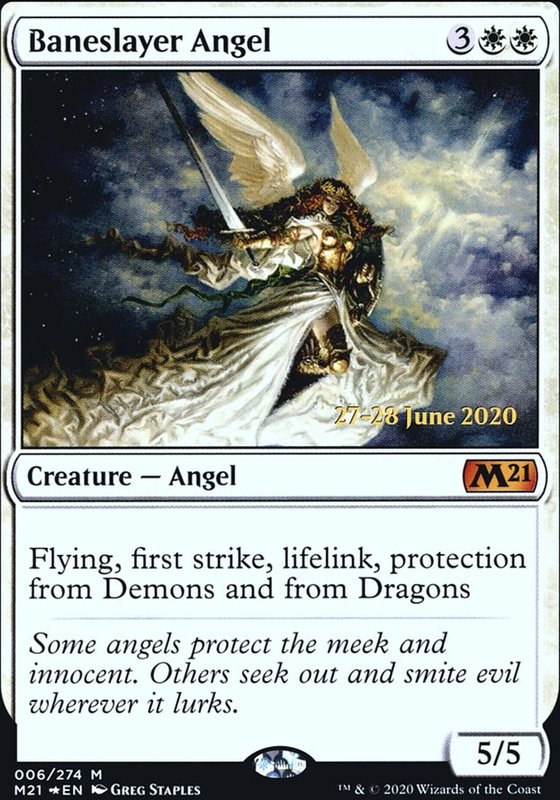 Baneslayer Angel 3
27–28 June 2020
Creature — Angel M21
Flying, first strike, lifelink, protection
from Demons and from Dragons
Some angels protect the meek and
innocent. Others seek out and smite evil
wherever it lurks.
5/5
006/274 M
M21 ★ EN Greg Staples ™ & © 2020 Wizards of the Coast